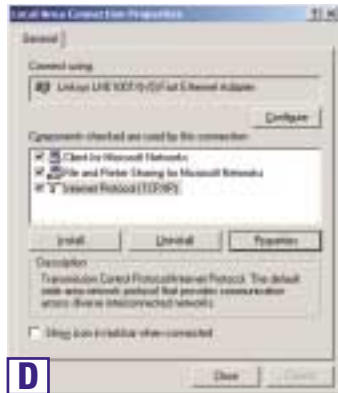 Local Area Connection Properties
General
Connect using:
Linksys LNE100TX(v5) Fast Ethernet Adapter
Configure
Components checked are used by this connection:
Client for Microsoft Networks
File and Printer Sharing for Microsoft Networks
Internet Protocol (TCP/IP)
Install... Uninstall Properties
Description
Transmission Control Protocol/Internet Protocol. The default
wide area network protocol that provides communication
across diverse interconnected networks.
Show icon in taskbar when connected
Close Cancel
D